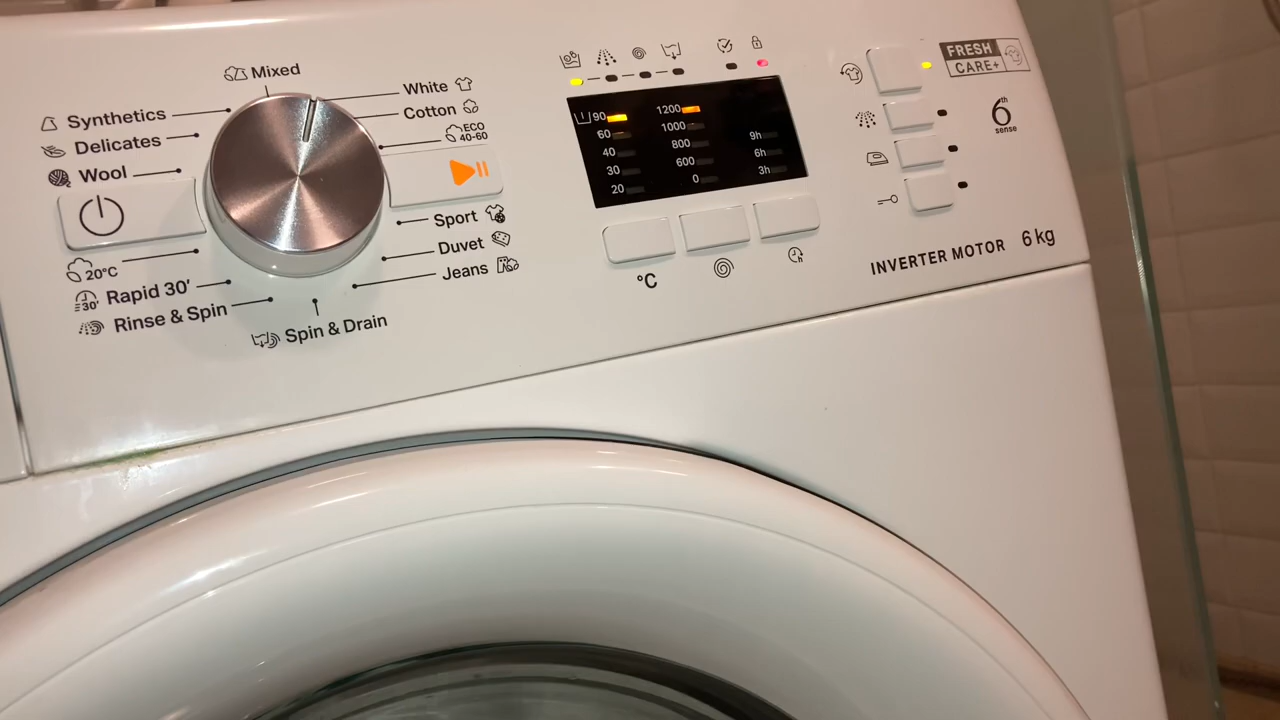 Mixed
White
Synthetics
Cotton
Delicates
ECO
40-60
Wool
Sport
Duvet
20°C
Jeans
30'
Rapid 30'
Rinse & Spin
Spin & Drain
90 1200
60 1000
40 800 9h
30 600 6h
20 0 3h
°C
FRESH
CARE+
6th
sense
INVERTER MOTOR 6 kg